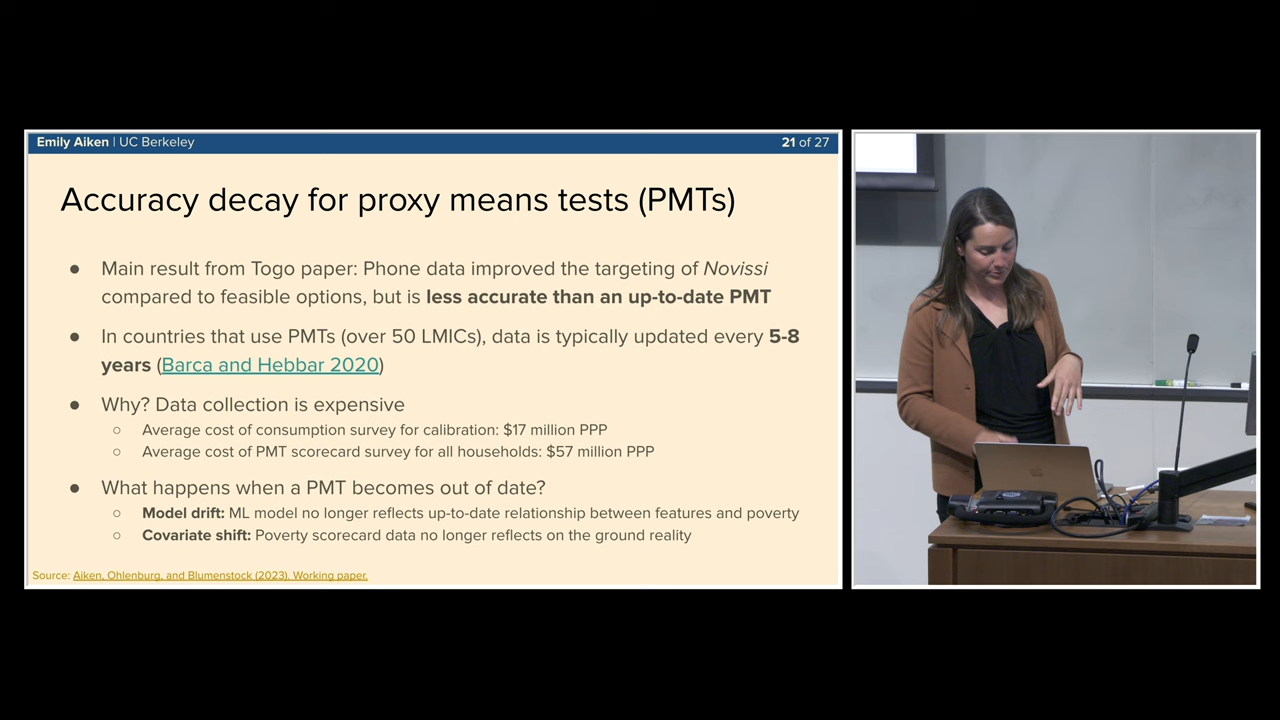 Emily Aiken | UC Berkeley
21 of 27
Accuracy decay for proxy means tests (PMTs)
● Main result from Togo paper: Phone data improved the targeting of Novissi
compared to feasible options, but is less accurate than an up-to-date PMT
● In countries that use PMTs (over 50 LMICs), data is typically updated every 5-8
years (Barca and Hebbar 2020)
● Why? Data collection is expensive
○ Average cost of consumption survey for calibration: $17 million PPP
○ Average cost of PMT scorecard survey for all households: $57 million PPP
● What happens when a PMT becomes out of date?
○ Model drift: ML model no longer reflects up-to-date relationship between features and poverty
○ Covariate shift: Poverty scorecard data no longer reflects on the ground reality
Source: Aiken, Ohlenburg, and Blumenstock (2023). Working paper.